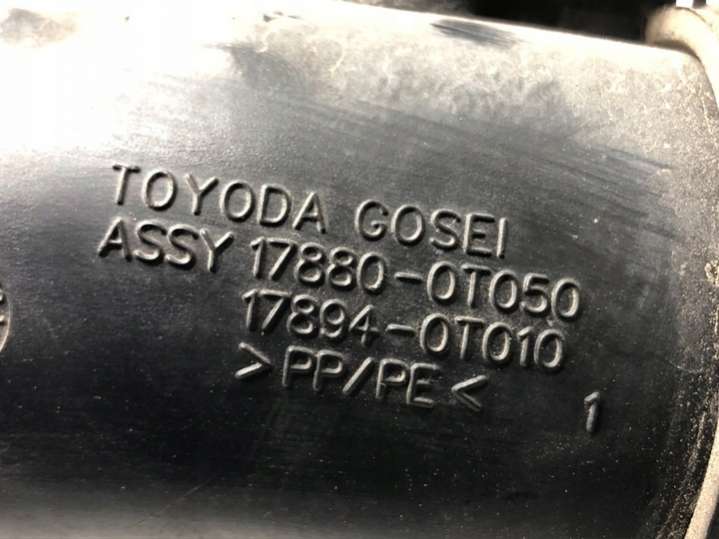 TOYODA GOSEI
ASSY 17880-0T050
17894-0T010
>PP/PE< 1